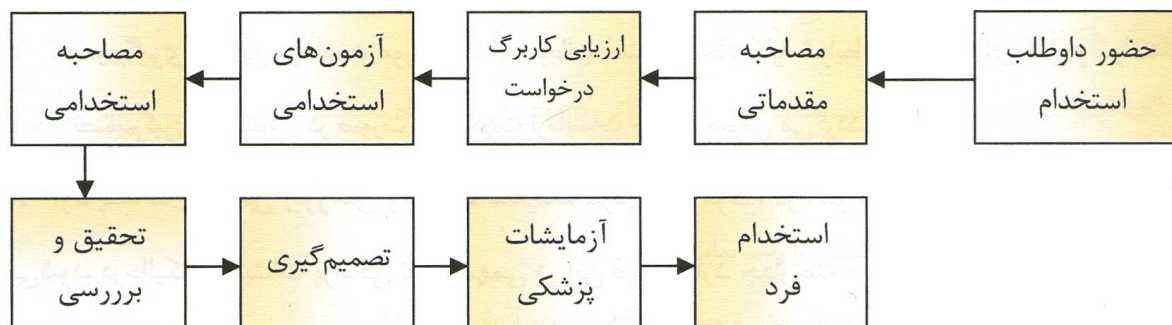 حضور داوطلب
استخدام
مصاحبه
مقدماتی
ارزیابی کاربرگ
درخواست
آزمون‌های
استخدامی
مصاحبه
استخدامی
تحقیق و
برررسی
تصمیم‌گیری
آزمایشات
پزشکی
استخدام
فرد